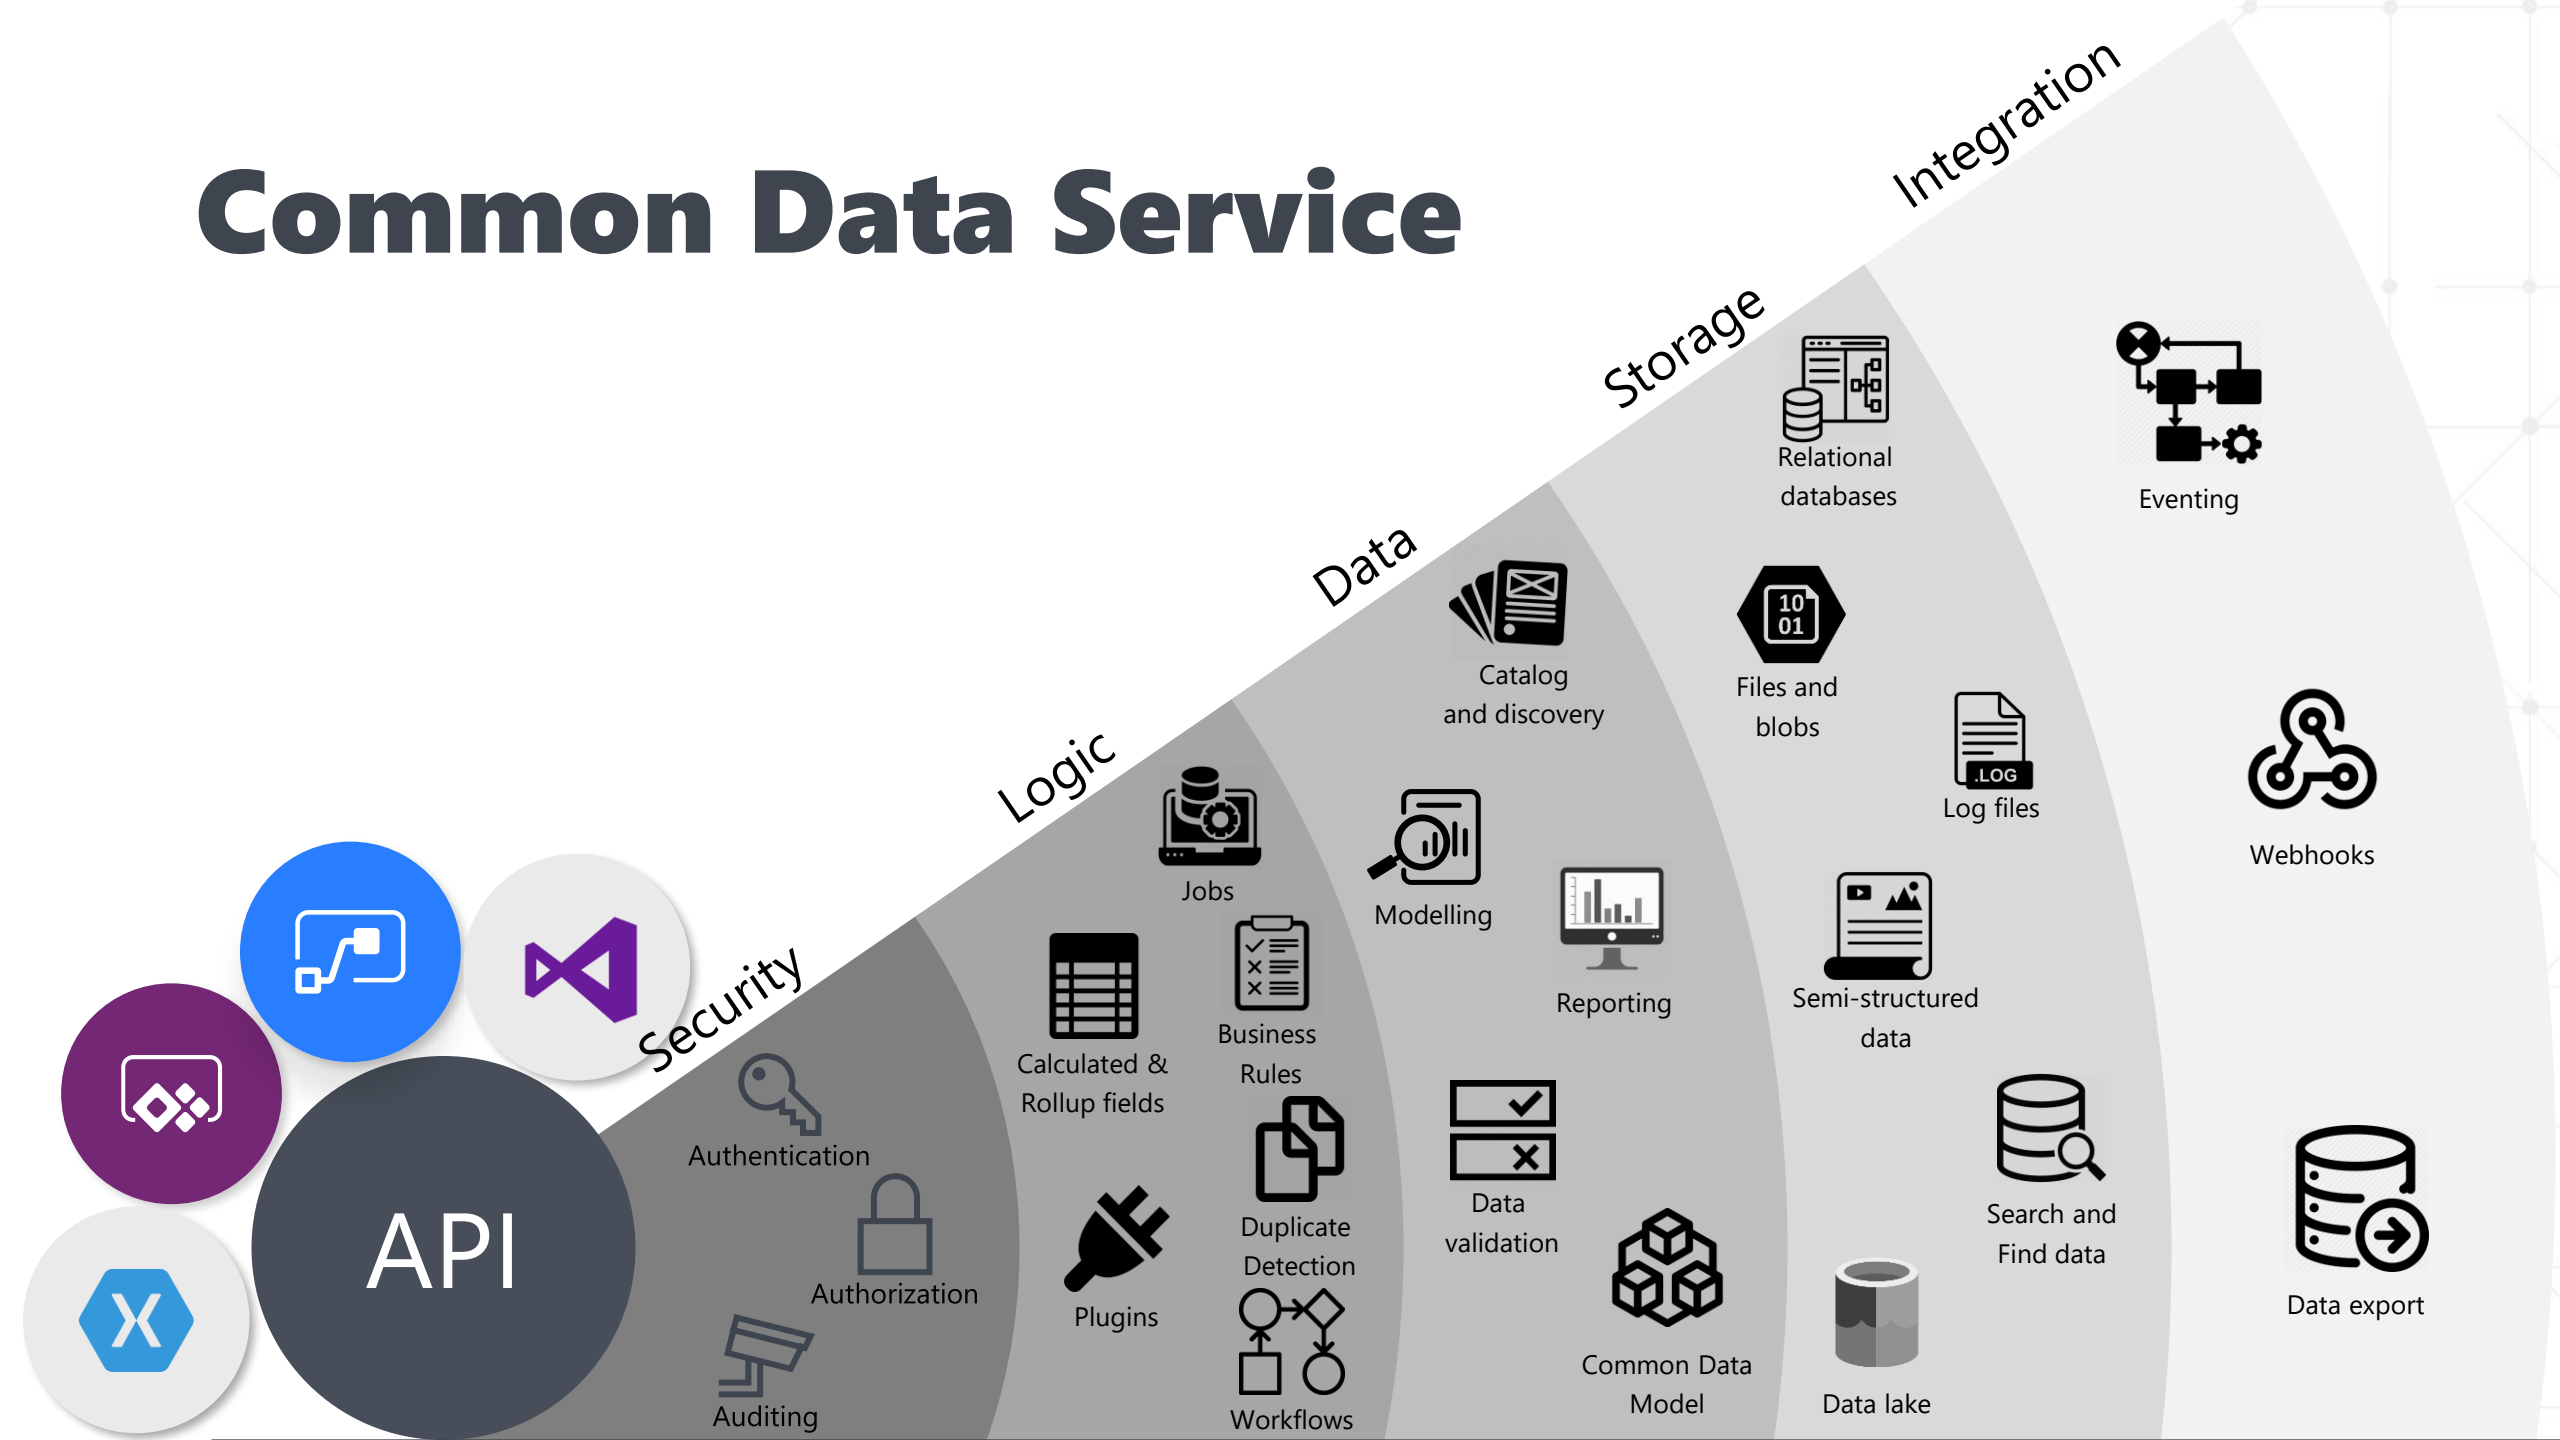 Common Data Service
Integration
Storage
Data
Logic
Security
API
Authentication
Authorization
Auditing
Jobs
Calculated &
Rollup fields
Business
Rules
Plugins
Duplicate
Detection
Workflows
Catalog
and discovery
Modelling
Reporting
Data
validation
Common Data
Model
Relational
databases
10
01
Files and
blobs
.LOG
Log files
Semi-structured
data
Search and
Find data
Data lake
Eventing
Webhooks
Data export